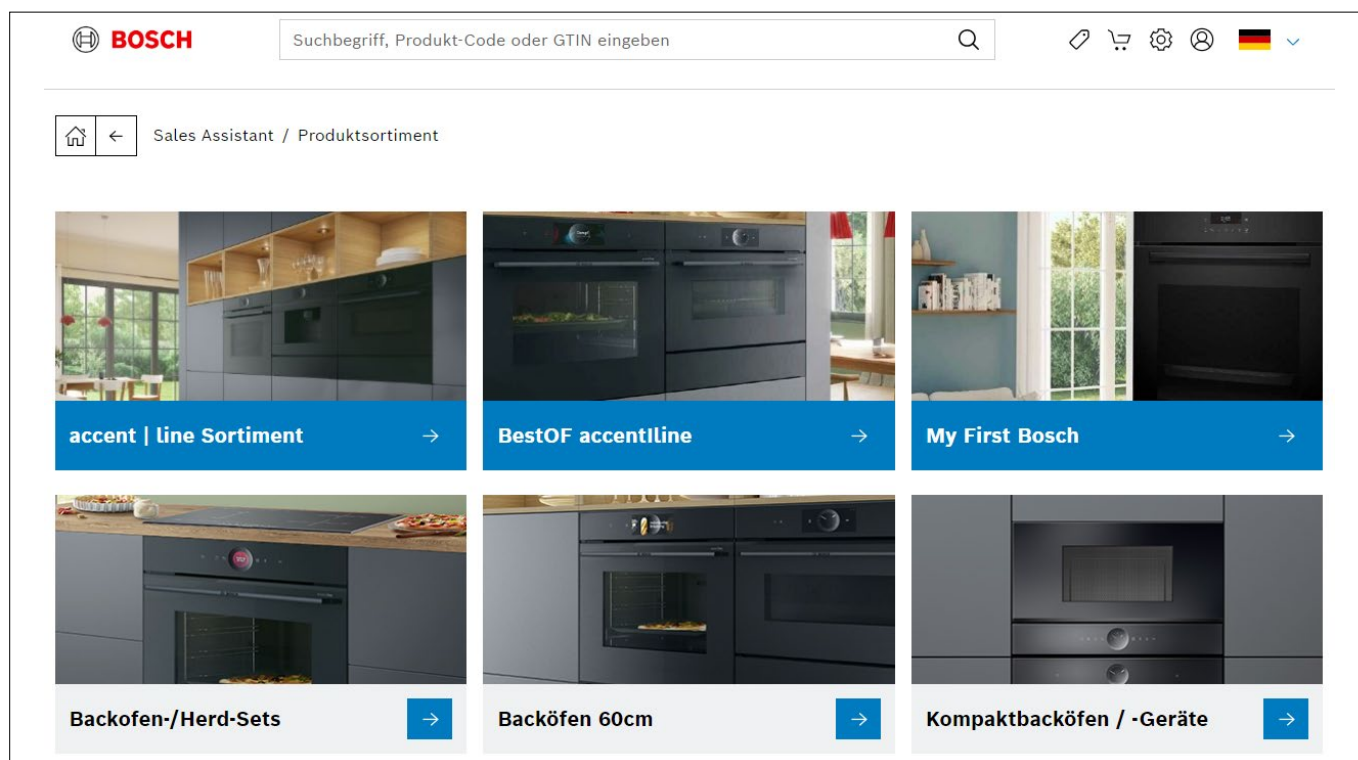 BOSCH
Suchbegriff, Produkt-Code oder GTIN eingeben
Sales Assistant / Produktsortiment
accent | line Sortiment
BestOF accentIline
My First Bosch
Backofen-/Herd-Sets
Backöfen 60cm
Kompaktbacköfen / -Geräte